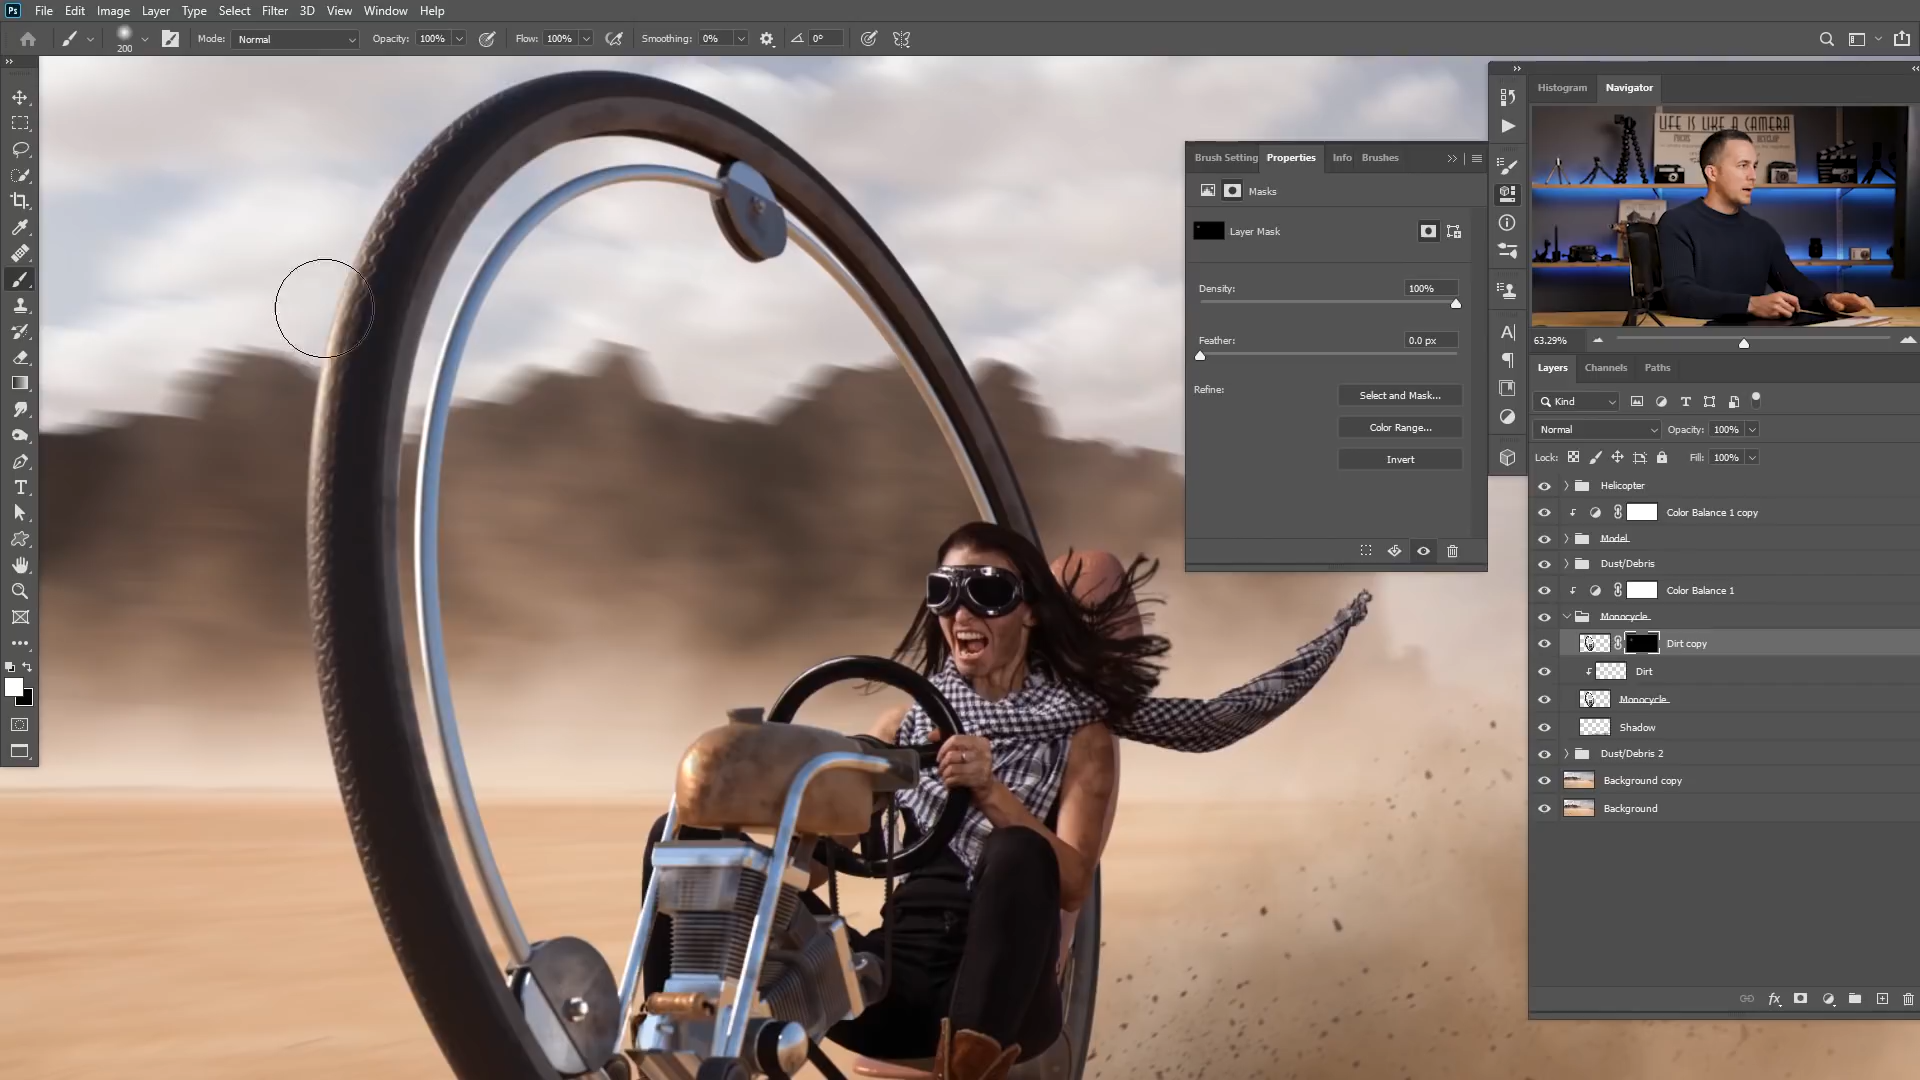 Ps File Edit Image Layer Type Select Filter 3D View Window Help
200 Mode: Normal Opacity: 100% Flow: 100% Smoothing: 0% 0°
Histogram Navigator
LIFE IS LIKE A CAMERA
63.29%
Brush Setting Properties Info Brushes
Masks
Layer Mask
Density: 100%
Feather: 0.0 px
Refine:
Select and Mask...
Color Range...
Invert
Layers Channels Paths
Kind
Normal Opacity: 100%
Lock: Fill: 100%
Helicopter
Color Balance 1 copy
Model
Dust/Debris
Color Balance 1
Monocycle
Dirt copy
Dirt
Monocycle
Shadow
Dust/Debris 2
Background copy
Background